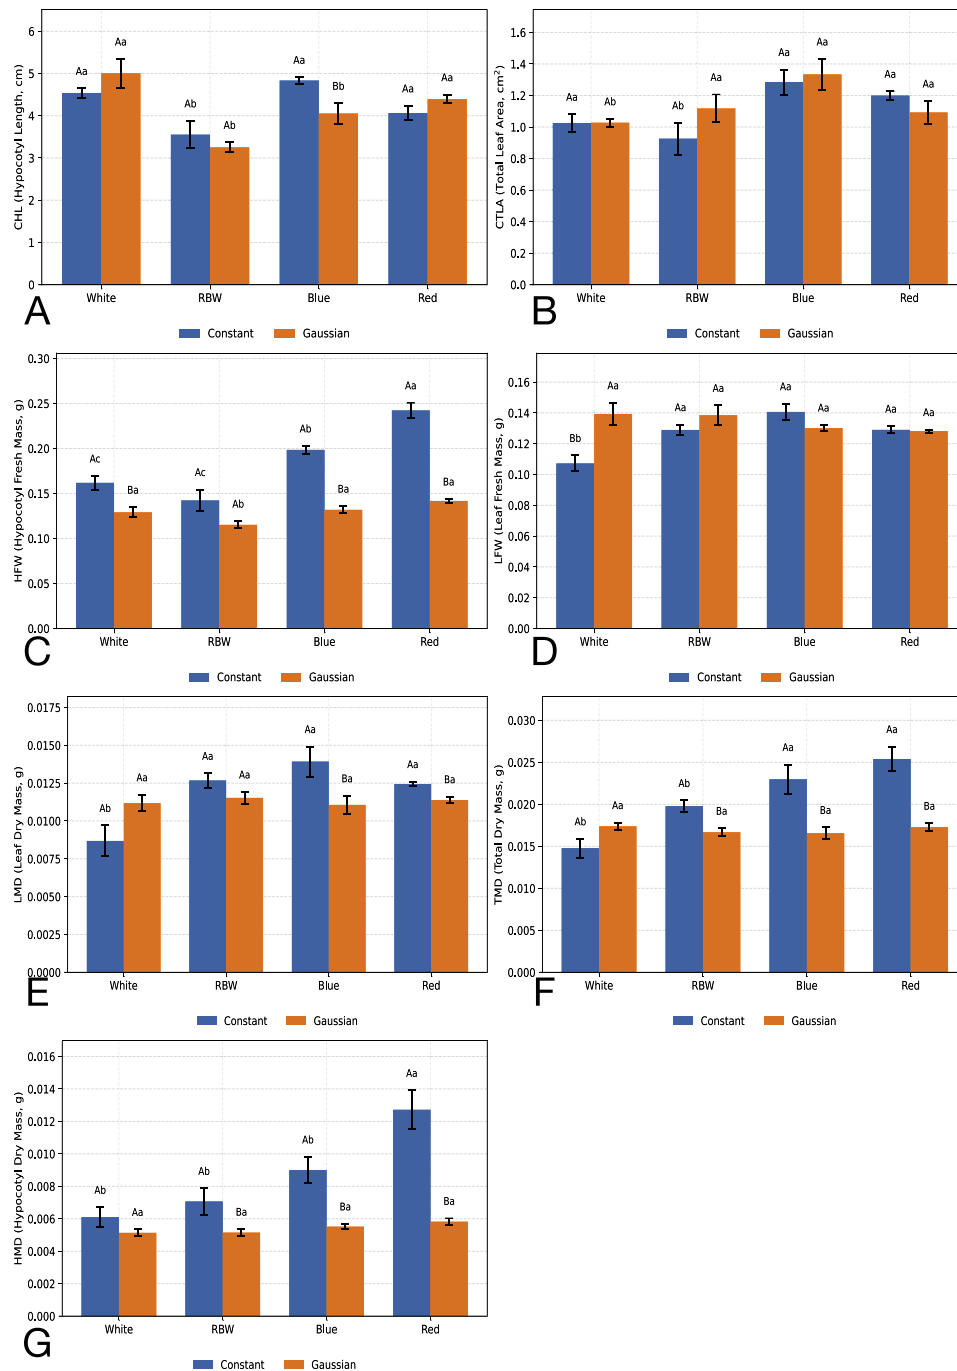 6
5
4
3
2
1
0
CHL (Hypocotyl Length, cm)
Aa Aa Ab Ab Aa Bb Aa Aa
White RBW Blue Red
A
Constant Gaussian
1.6
1.4
1.2
1.0
0.8
0.6
0.4
0.2
0.0
CTLA (Total Leaf Area, cm²)
Aa Ab Ab Aa Aa Aa Aa Aa
White RBW Blue Red
B
Constant Gaussian
0.30
0.25
0.20
0.15
0.10
0.05
0.00
HFW (Hypocotyl Fresh Mass, g)
Ac Ba Ac Ab Ab Ba Aa Ba
White RBW Blue Red
C
Constant Gaussian
0.16
0.14
0.12
0.10
0.08
0.06
0.04
0.02
0.00
LFW (Leaf Fresh Mass, g)
Bb Aa Aa Aa Aa Aa Aa Aa
White RBW Blue Red
D
Constant Gaussian
0.0175
0.0150
0.0125
0.0100
0.0075
0.0050
0.0025
0.0000
LMD (Leaf Dry Mass, g)
Ab Aa Aa Aa Aa Ba Aa Ba
White RBW Blue Red
E
Constant Gaussian
0.030
0.025
0.020
0.015
0.010
0.005
0.000
TMD (Total Dry Mass, g)
Ab Aa Ab Ba Aa Ba Aa Ba
White RBW Blue Red
F
Constant Gaussian
0.016
0.014
0.012
0.010
0.008
0.006
0.004
0.002
0.000
HMD (Hypocotyl Dry Mass, g)
Ab Aa Ab Ba Ab Ba Aa Ba
White RBW Blue Red
G
Constant Gaussian